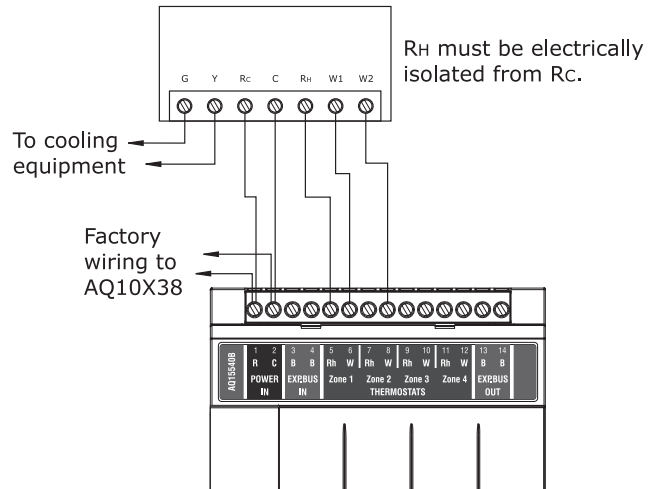 RH must be electrically
isolated from RC.
G Y RC C RH W1 W2
To cooling
equipment
Factory
wiring to
AQ10X38
AQ15540B
1 2 3 4 5 6 7 8 9 10 11 12 13 14
R C B B Rh W Rh W Rh W Rh W B B
POWER IN
EXP.BUS IN
Zone 1 Zone 2 Zone 3 Zone 4
THERMOSTATS
EXP.BUS OUT